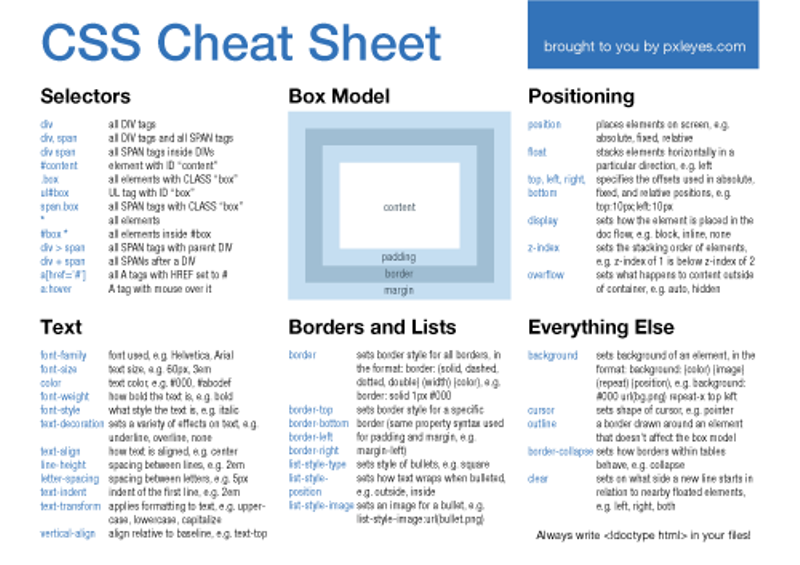 CSS Cheat Sheet
brought to you by pxleyes.com
Selectors
div all DIV tags
div, span all DIV tags and all SPAN tags
div span all SPAN tags inside DIVs
#content element with ID "content"
.box all elements with CLASS "box"
ul#box UL tag with ID "box"
span.box all SPAN tags with CLASS "box"
* all elements
#box * all elements inside #box
div > span all SPAN tags with parent DIV
div + span all SPANs after a DIV
a[href='#'] all A tags with HREF set to #
a:hover A tag with mouse over it
Box Model
content
padding
border
margin
Positioning
position places elements on screen, e.g.
absolute, fixed, relative
float stacks elements horizontally in a
particular direction, e.g. left
top, left, right, specifies the offsets used in absolute,
bottom fixed, and relative positions, e.g.
top:10px;left:10px
display sets how the element is placed in the
doc flow, e.g. block, inline, none
z-index sets the stacking order of elements,
e.g. z-index of 1 is below z-index of 2
overflow sets what happens to content outside
of container, e.g. auto, hidden
Text
font-family font used, e.g. Helvetica, Arial
font-size text size, e.g. 60px, 3em
color text color, e.g. #000, #abcdef
font-weight how bold the text is, e.g. bold
font-style what style the text is, e.g. italic
text-decoration sets a variety of effects on text, e.g.
underline, overline, none
text-align how text is aligned, e.g. center
line-height spacing between lines, e.g. 2em
letter-spacing spacing between letters, e.g. 5px
text-indent indent of the first line, e.g. 2em
text-transform applies formatting to text, e.g. upper-
case, lowercase, capitalize
vertical-align align relative to baseline, e.g. text-top
Borders and Lists
border sets border style for all borders, in
the format: border: (solid, dashed,
dotted, double) (width) (color), e.g.
border: solid 1px #000
border-top sets border style for a specific
border-bottom border (same property syntax used
border-left for padding and margin, e.g.
border-right margin-left)
list-style-type sets style of bullets, e.g. square
list-style- sets how text wraps when bulleted,
position e.g. outside, inside
list-style-image sets an image for a bullet, e.g.
list-style-image:url(bullet.png)
Everything Else
background sets background of an element, in the
format: background: (color) (image)
(repeat) (position), e.g. background:
#000 url(bg.png) repeat-x top left
cursor sets shape of cursor, e.g. pointer
outline a border drawn around an element
that doesn't affect the box model
border-collapse sets how borders within tables
behave, e.g. collapse
clear sets on what side a new line starts in
relation to nearby floated elements,
e.g. left, right, both
Always write <!doctype html> in your files!